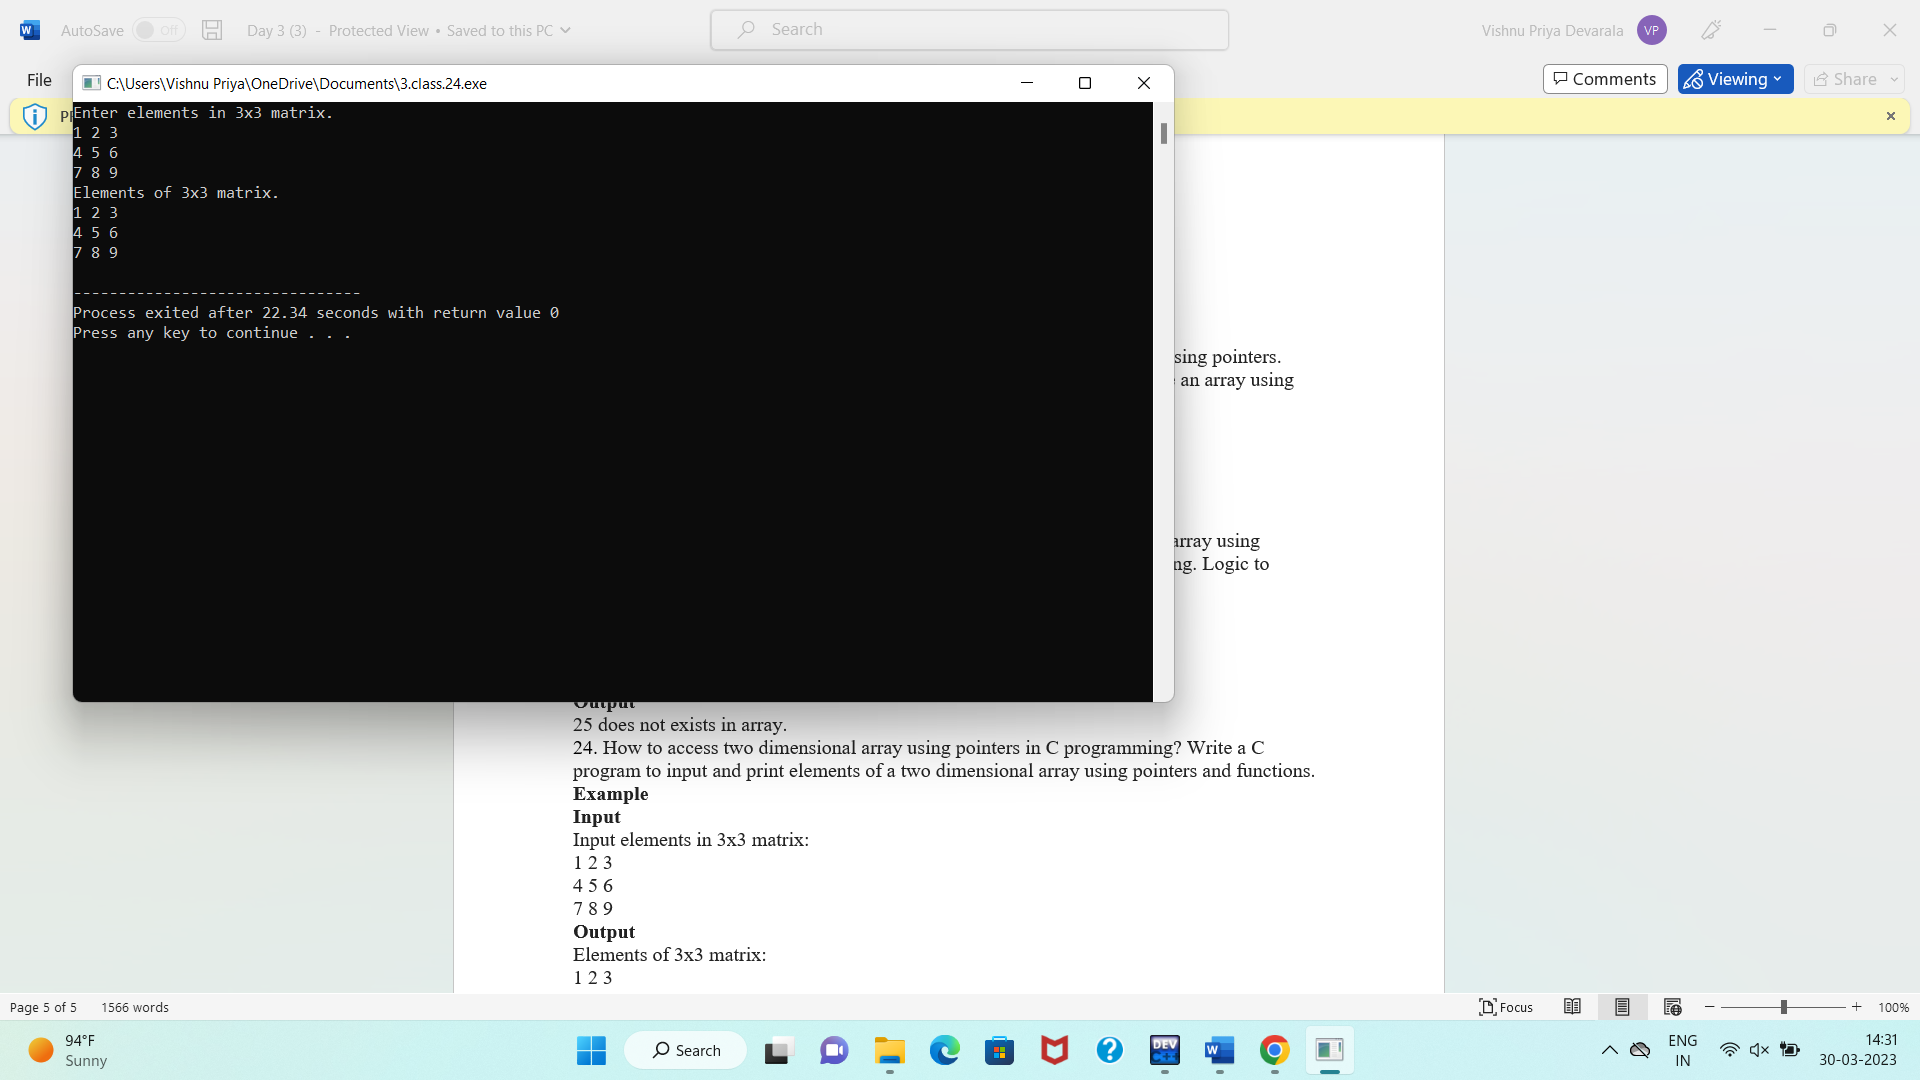 AutoSave Off Day 3 (3) - Protected View • Saved to this PC Search Vishnu Priya Devarala VP
File Comments Viewing Share
C:\Users\Vishnu Priya\OneDrive\Documents\3.class.24.exe
Enter elements in 3x3 matrix.
1 2 3
4 5 6
7 8 9
Elements of 3x3 matrix.
1 2 3
4 5 6
7 8 9
--------------------------------
Process exited after 22.34 seconds with return value 0
Press any key to continue . . .
sing pointers.
an array using
array using
ng. Logic to
Output
25 does not exists in array.
24. How to access two dimensional array using pointers in C programming? Write a C
program to input and print elements of a two dimensional array using pointers and functions.
Example
Input
Input elements in 3x3 matrix:
1 2 3
4 5 6
7 8 9
Output
Elements of 3x3 matrix:
1 2 3
Page 5 of 5 1566 words Focus 100%
94°F
Sunny
Search
DEV
C++
ENG
IN
14:31
30-03-2023